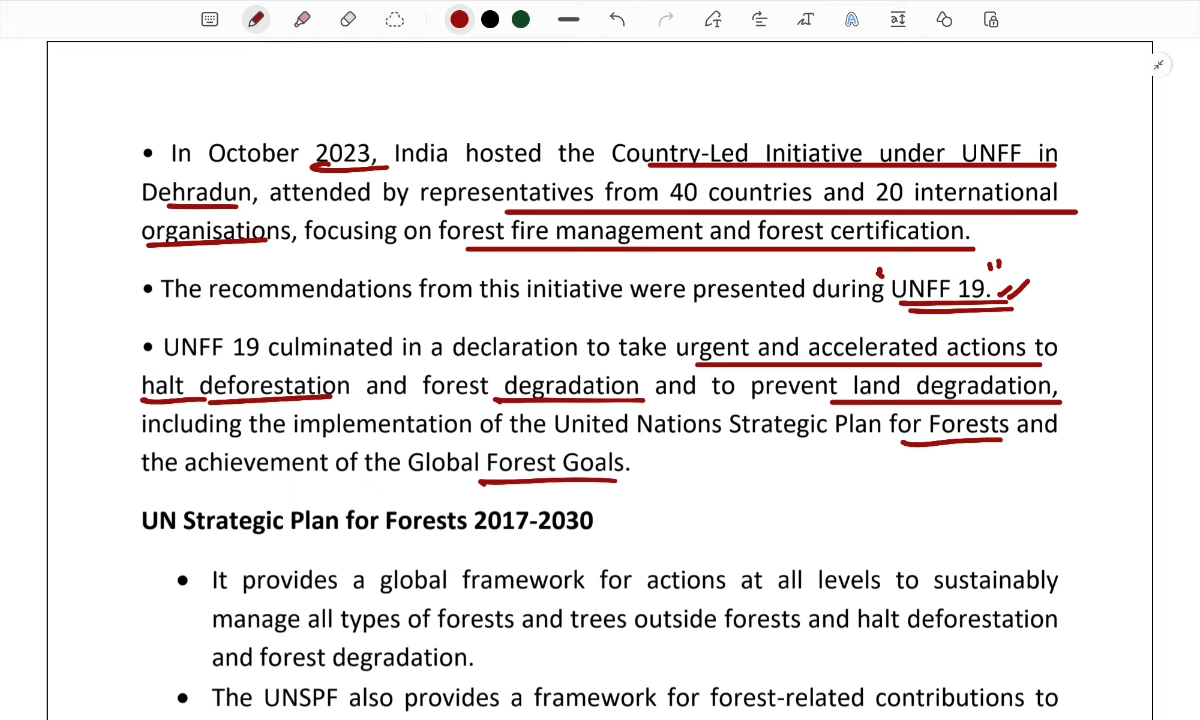 • In October 2023, India hosted the Country-Led Initiative under UNFF in
Dehradun, attended by representatives from 40 countries and 20 international
organisations, focusing on forest fire management and forest certification.
• The recommendations from this initiative were presented during UNFF 19.
• UNFF 19 culminated in a declaration to take urgent and accelerated actions to
halt deforestation and forest degradation and to prevent land degradation,
including the implementation of the United Nations Strategic Plan for Forests and
the achievement of the Global Forest Goals.
UN Strategic Plan for Forests 2017-2030
• It provides a global framework for actions at all levels to sustainably
manage all types of forests and trees outside forests and halt deforestation
and forest degradation.
• The UNSPF also provides a framework for forest-related contributions to